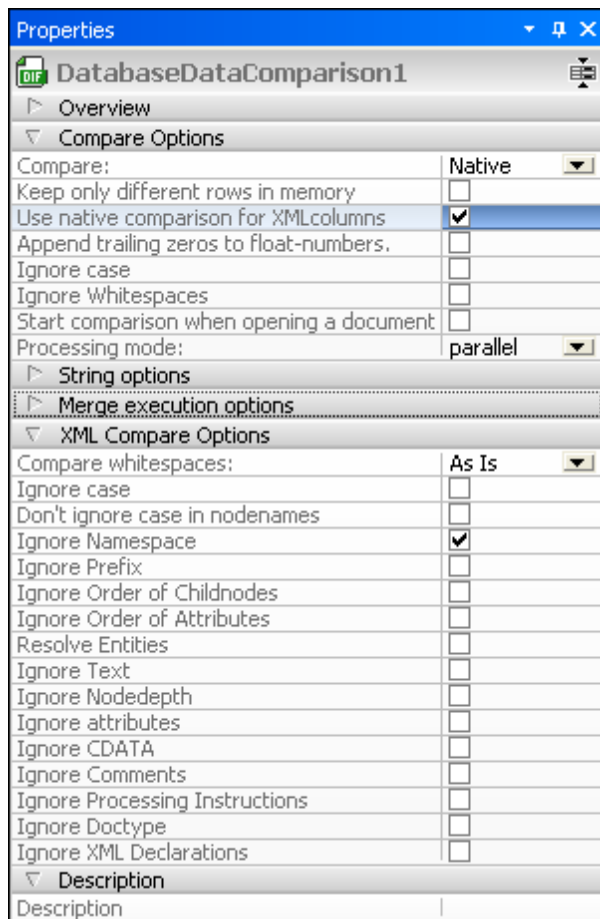 Properties
DIF DatabaseDataComparison1
Overview
Compare Options
Compare: Native
Keep only different rows in memory
Use native comparison for XMLcolumns
Append trailing zeros to float-numbers.
Ignore case
Ignore Whitespaces
Start comparison when opening a document
Processing mode: parallel
String options
Merge execution options
XML Compare Options
Compare whitespaces: As Is
Ignore case
Don't ignore case in nodenames
Ignore Namespace
Ignore Prefix
Ignore Order of Childnodes
Ignore Order of Attributes
Resolve Entities
Ignore Text
Ignore Nodedepth
Ignore attributes
Ignore CDATA
Ignore Comments
Ignore Processing Instructions
Ignore Doctype
Ignore XML Declarations
Description
Description